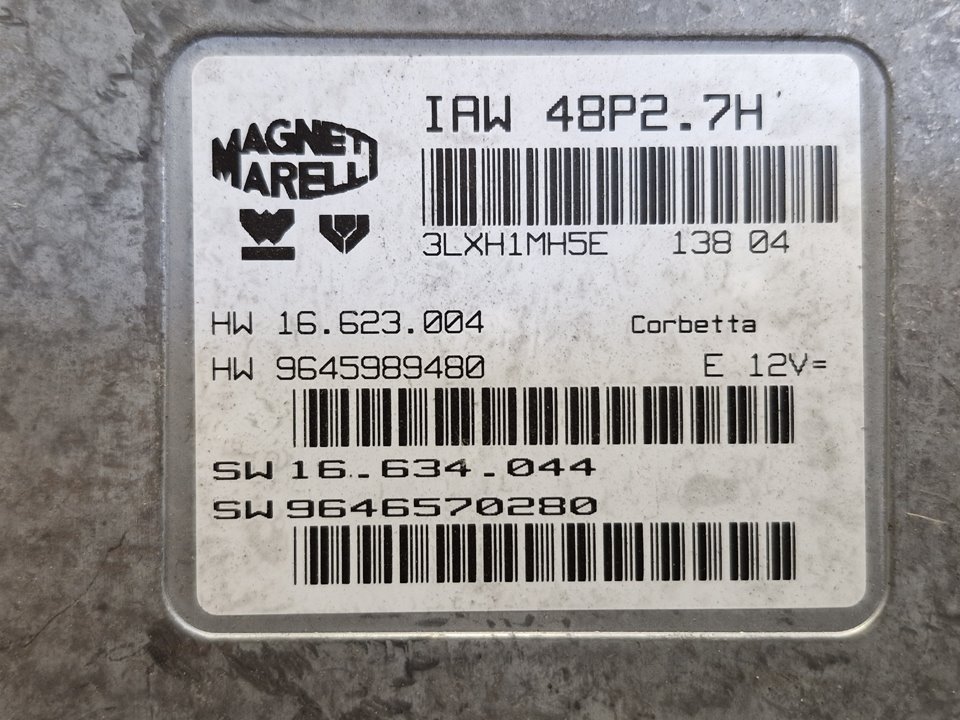 IAW 48P2.7H
MAGNETI
MARELLI
3LXH1MH5E 138 04
HW 16.623.004 Corbetta
HW 9645989480 E 12V=
SW 16.634.044
SW 9646570280